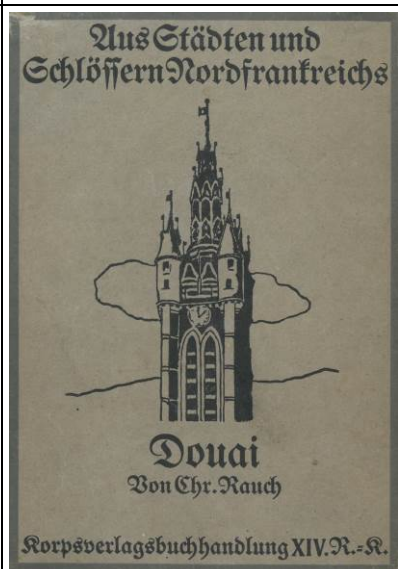 Aus Städten und
Schlössern Nordfrankreichs
Douai
Von Chr. Rauch
Korpsverlagsbuchhandlung XIV. R.-K.